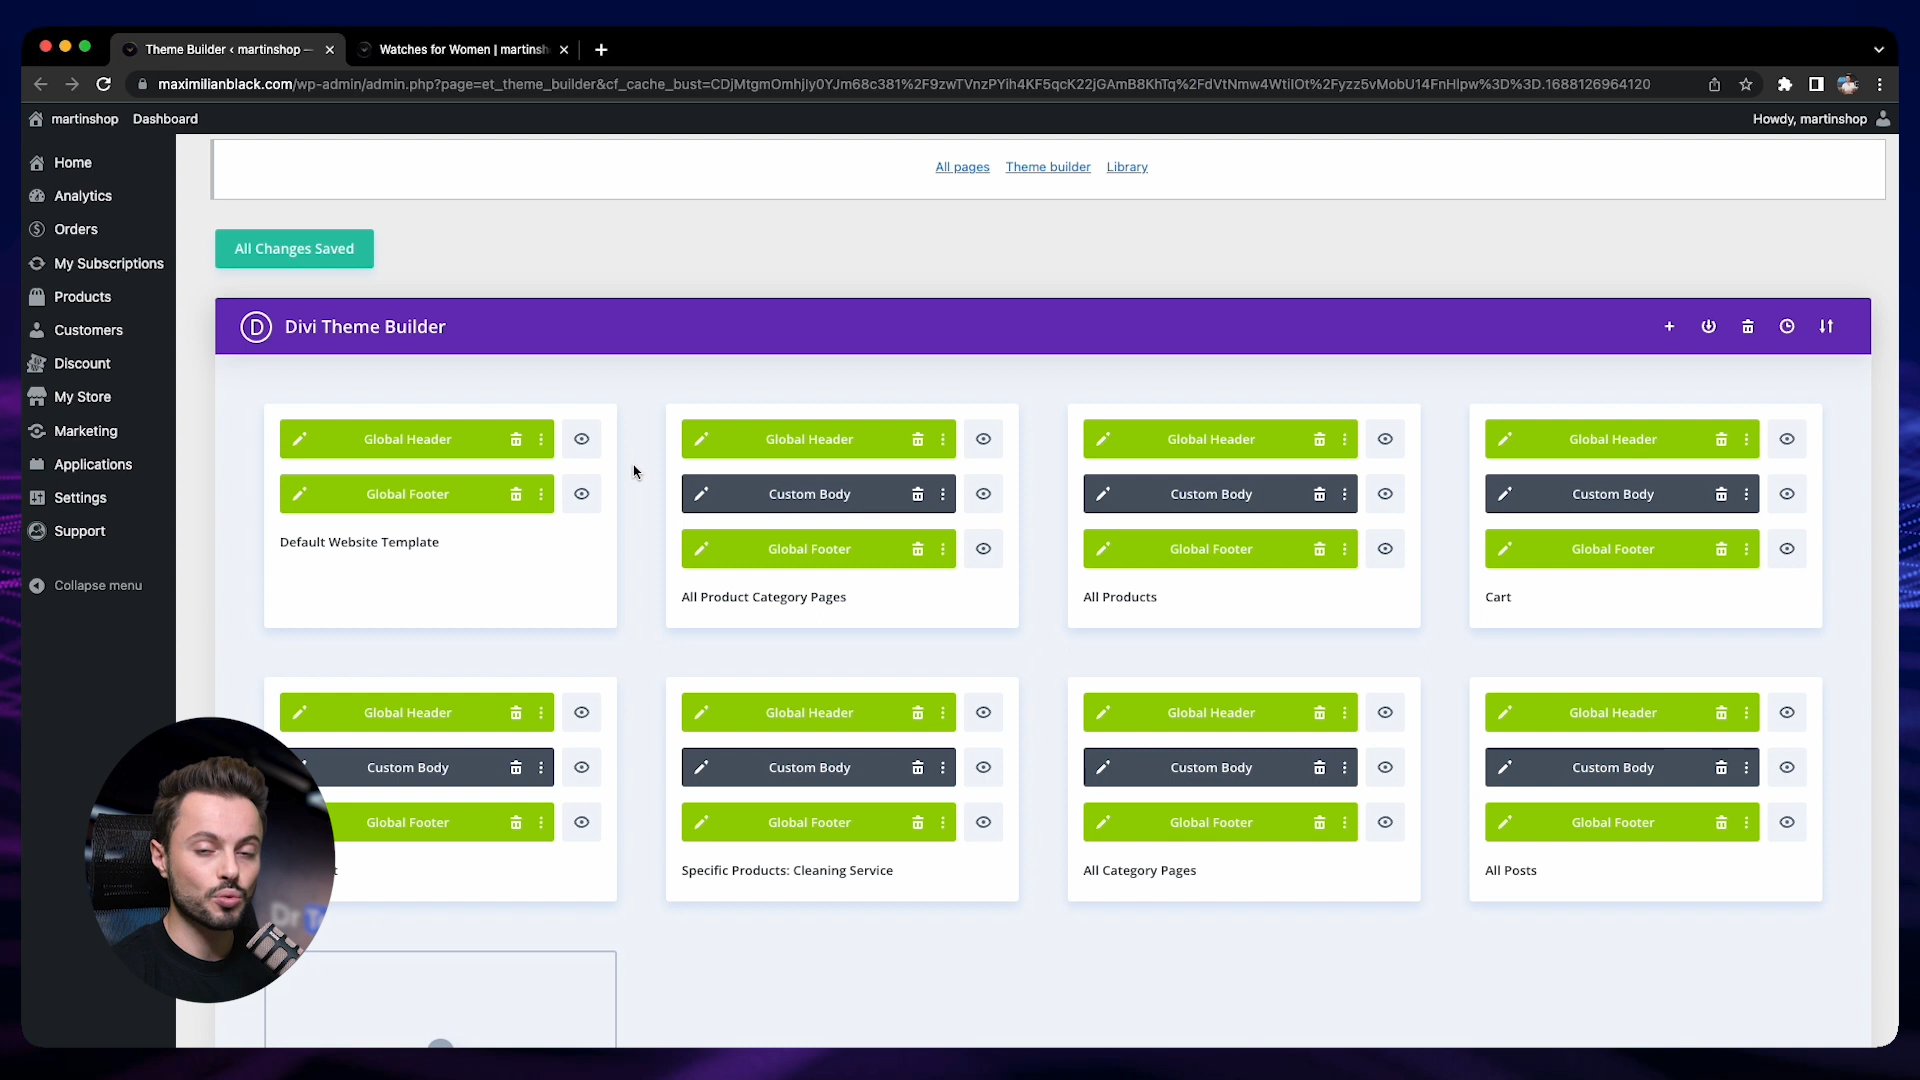 Theme Builder ‹ martinshop —
Watches for Women | martinsh
maximilianblack.com/wp-admin/admin.php?page=et_theme_builder&cf_cache_bust=CDjMtgmOmhjIy0YJm68c381%2F9zwTVnzPYih4KF5qcK22jGAmB8KhTq%2FdVtNmw4WtiIOt%2Fyzz5vMobU14FnHlpw%3D%3D.1688126964120
martinshop
Dashboard
Howdy, martinshop
Home
Analytics
Orders
My Subscriptions
Products
Customers
Discount
My Store
Marketing
Applications
Settings
Support
Collapse menu
All pages Theme builder Library
All Changes Saved
D Divi Theme Builder
Global Header
Global Footer
Default Website Template
Global Header
Custom Body
Global Footer
All Product Category Pages
Global Header
Custom Body
Global Footer
All Products
Global Header
Custom Body
Global Footer
Cart
Global Header
Custom Body
Global Footer
Global Header
Custom Body
Global Footer
Specific Products: Cleaning Service
Global Header
Custom Body
Global Footer
All Category Pages
Global Header
Custom Body
Global Footer
All Posts
Dr